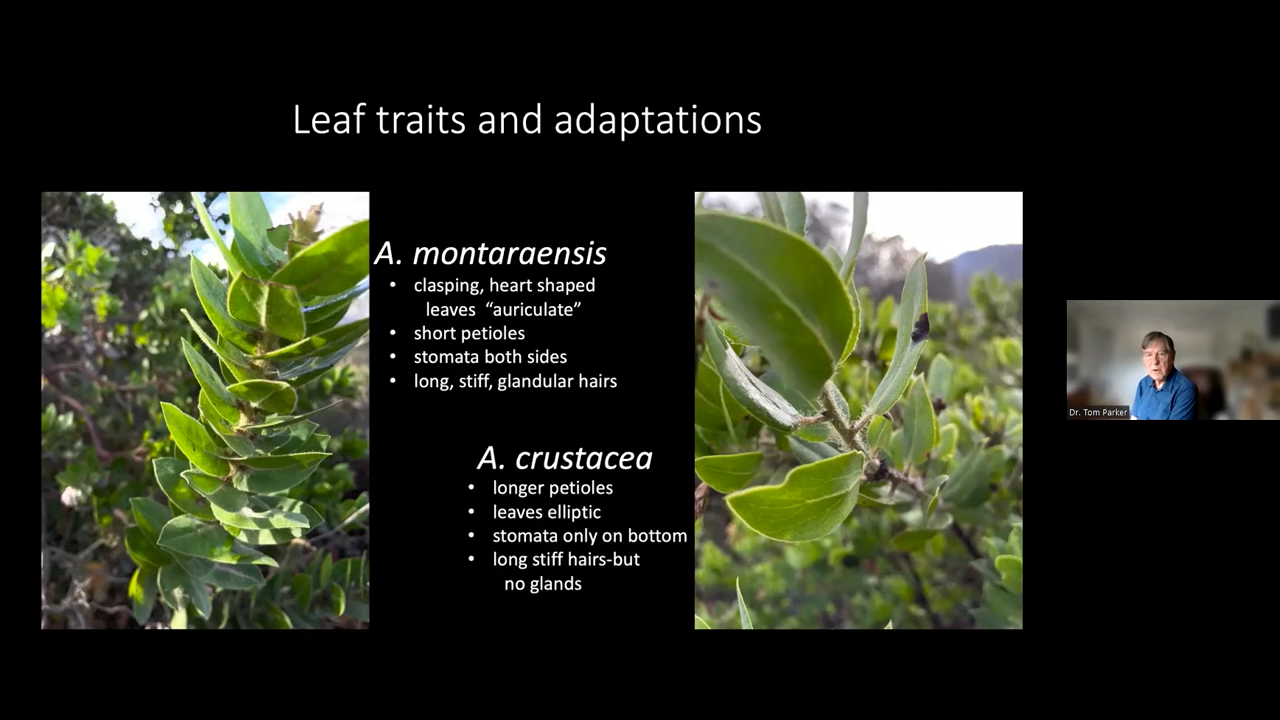 Leaf traits and adaptations
A. montaraensis
• clasping, heart shaped
leaves “auriculate”
• short petioles
• stomata both sides
• long, stiff, glandular hairs
A. crustacea
• longer petioles
• leaves elliptic
• stomata only on bottom
• long stiff hairs-but
no glands
Dr. Tom Parker